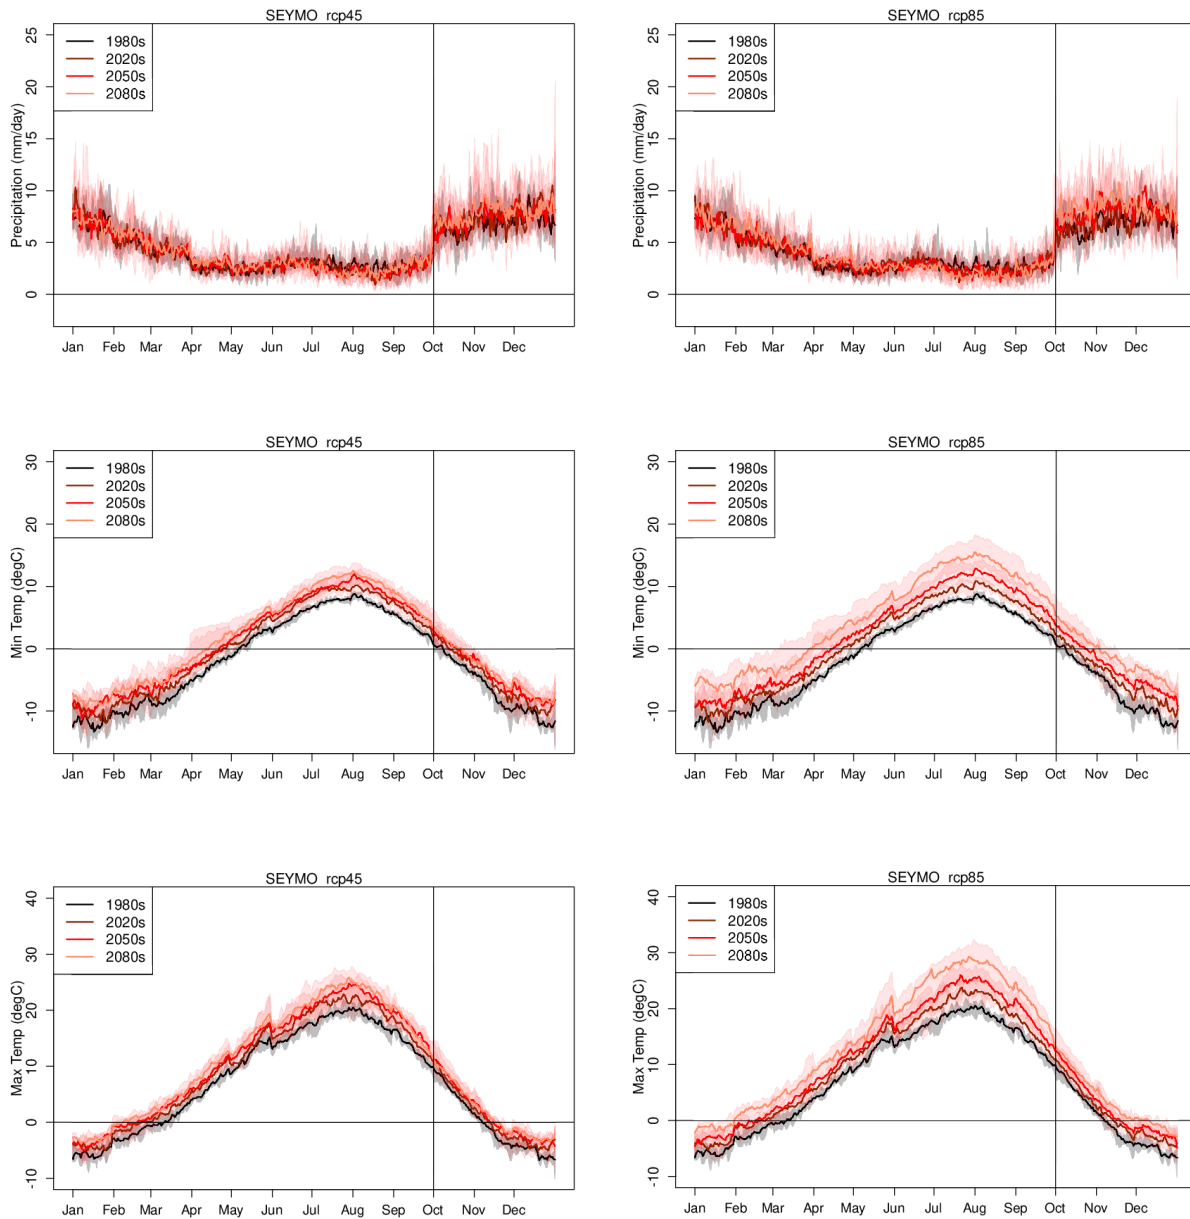 SEYMO rcp45
Precipitation (mm/day)
25
20
15
10
5
0
1980s
2020s
2050s
2080s
Jan Feb Mar Apr May Jun Jul Aug Sep Oct Nov Dec
SEYMO rcp85
Precipitation (mm/day)
25
20
15
10
5
0
1980s
2020s
2050s
2080s
Jan Feb Mar Apr May Jun Jul Aug Sep Oct Nov Dec
SEYMO rcp45
Min Temp (degC)
30
20
10
0
-10
1980s
2020s
2050s
2080s
Jan Feb Mar Apr May Jun Jul Aug Sep Oct Nov Dec
SEYMO rcp85
Min Temp (degC)
30
20
10
0
-10
1980s
2020s
2050s
2080s
Jan Feb Mar Apr May Jun Jul Aug Sep Oct Nov Dec
SEYMO rcp45
Max Temp (degC)
40
30
20
10
0
-10
1980s
2020s
2050s
2080s
Jan Feb Mar Apr May Jun Jul Aug Sep Oct Nov Dec
SEYMO rcp85
Max Temp (degC)
40
30
20
10
0
-10
1980s
2020s
2050s
2080s
Jan Feb Mar Apr May Jun Jul Aug Sep Oct Nov Dec